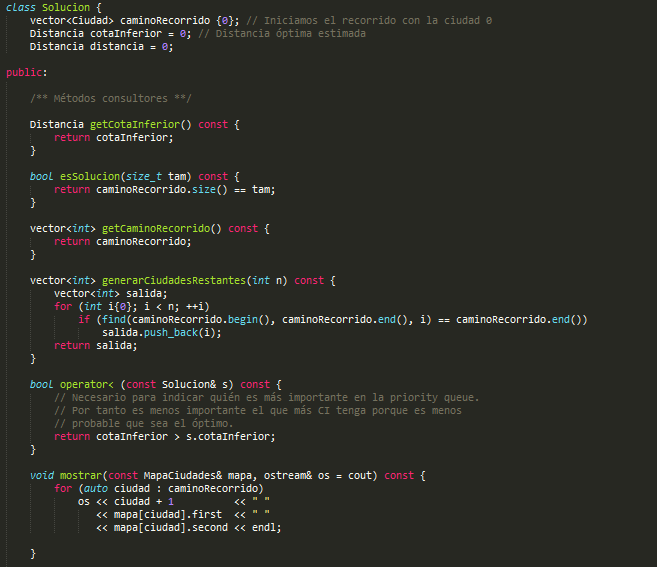 class Solucion {
    vector<Ciudad> caminoRecorrido {0}; // Iniciamos el recorrido con la ciudad 0
    Distancia cotaInferior = 0; // Distancia óptima estimada
    Distancia distancia = 0;
public:
    /** Métodos consultores **/
    Distancia getCotaInferior() const {
        return cotaInferior;
    }
    bool esSolucion(size_t tam) const {
        return caminoRecorrido.size() == tam;
    }
    vector<int> getCaminoRecorrido() const {
        return caminoRecorrido;
    }
    vector<int> generarCiudadesRestantes(int n) const {
        vector<int> salida;
        for (int i{0}; i < n; ++i)
            if (find(caminoRecorrido.begin(), caminoRecorrido.end(), i) == caminoRecorrido.end())
                salida.push_back(i);
        return salida;
    }
    bool operator< (const Solucion& s) const {
        // Necesario para indicar quién es más importante en la priority queue.
        // Por tanto es menos importante el que más CI tenga porque es menos
        // probable que sea el óptimo.
        return cotaInferior > s.cotaInferior;
    }
    void mostrar(const MapaCiudades& mapa, ostream& os = cout) const {
        for (auto ciudad : caminoRecorrido)
            os << ciudad + 1          << " "
               << mapa[ciudad].first  << " "
               << mapa[ciudad].second << endl;
    }